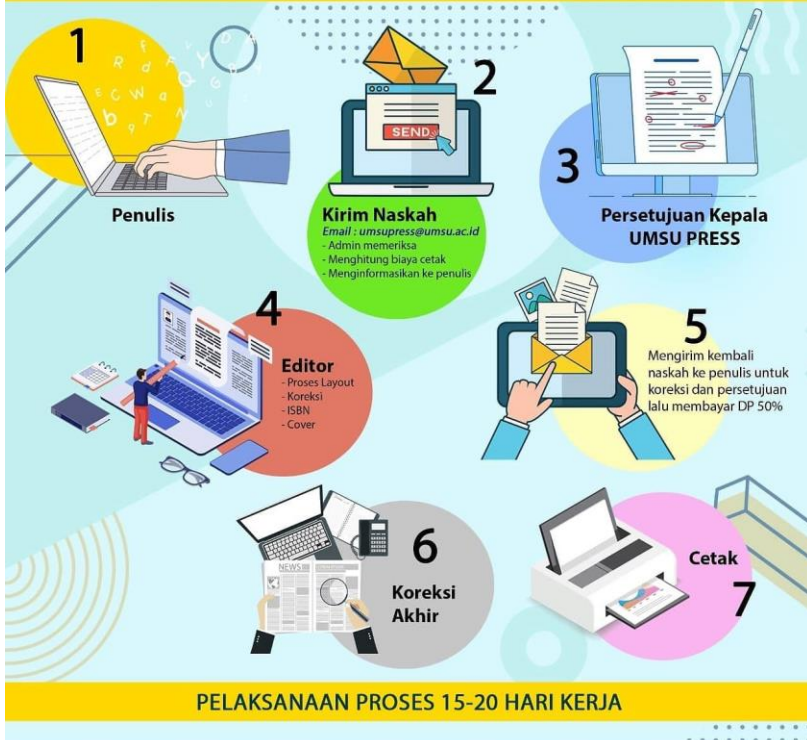 1
Penulis
2
SEND
Kirim Naskah
Email : umsupress@umsu.ac.id
- Admin memeriksa
- Menghitung biaya cetak
- Menginformasikan ke penulis
3
Persetujuan Kepala
UMSU PRESS
4
Editor
- Proses Layout
- Koreksi
- ISBN
- Cover
5
Mengirim kembali
naskah ke penulis untuk
koreksi dan persetujuan
lalu membayar DP 50%
6
Koreksi
Akhir
NEWS
Cetak
7
PELAKSANAAN PROSES 15-20 HARI KERJA